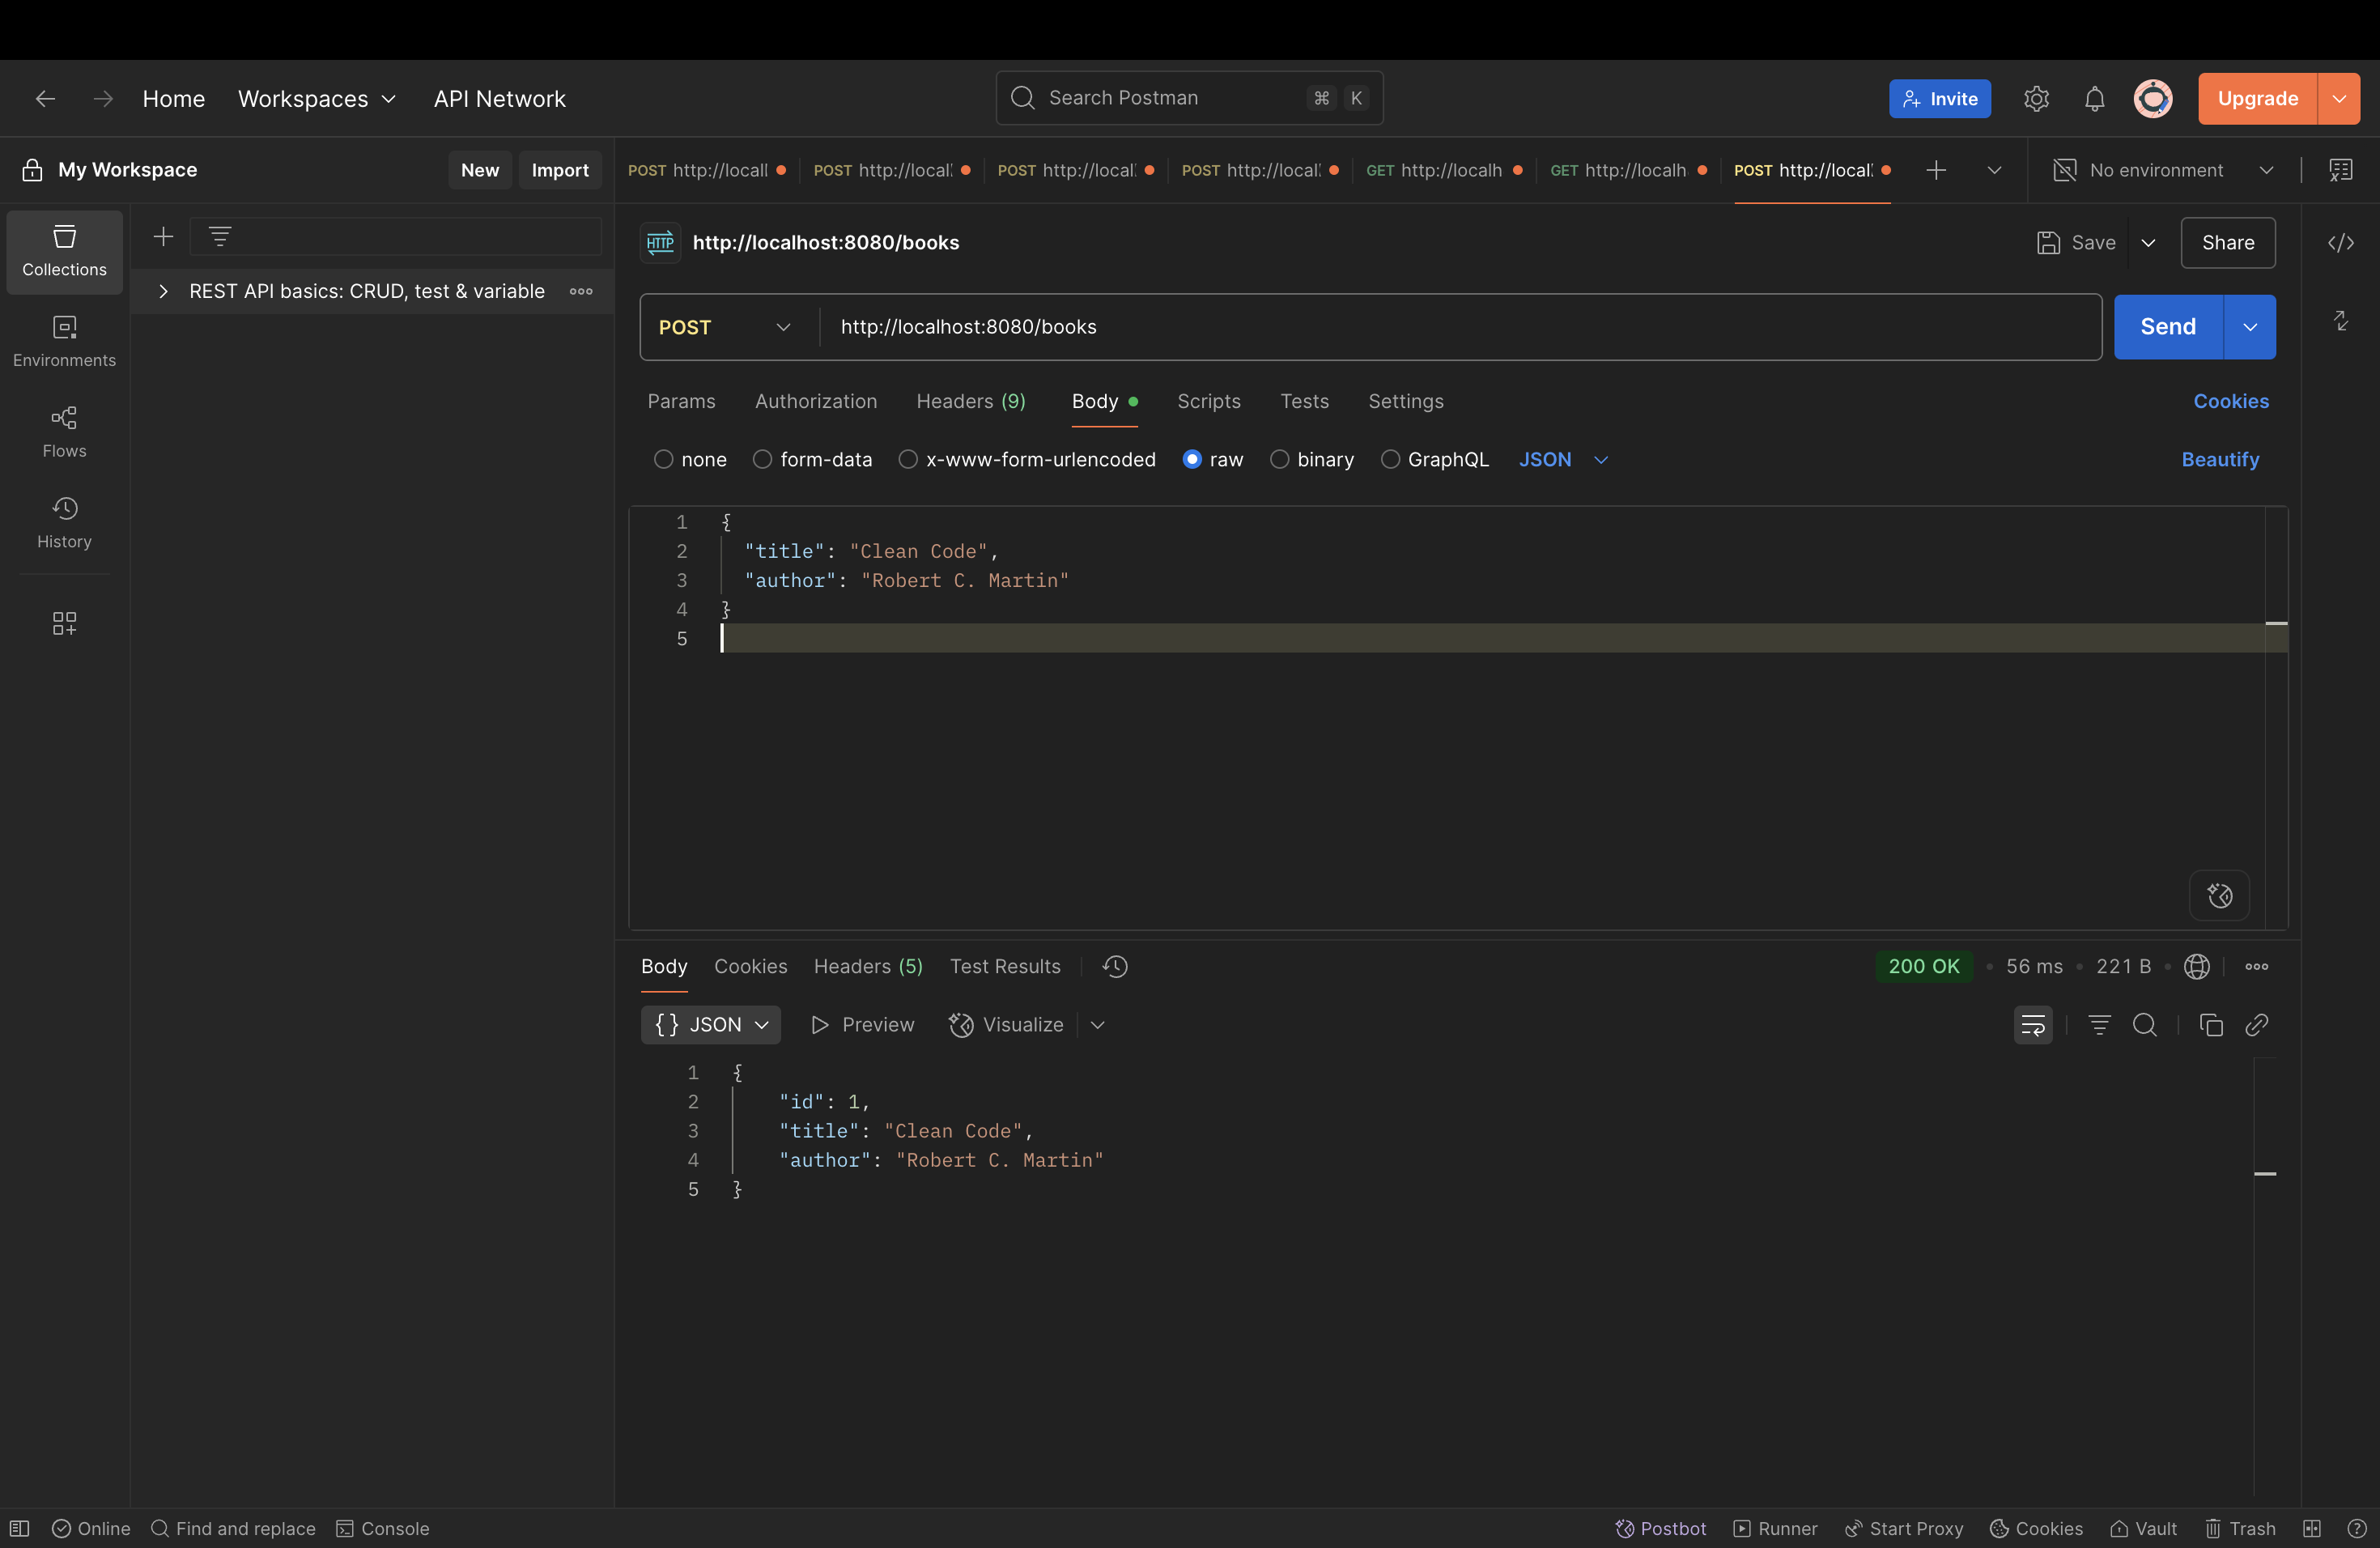 Home Workspaces API Network Search Postman ⌘ K Invite Upgrade
My Workspace New Import POST http://local POST http://local POST http://local POST http://local GET http://localh GET http://localh POST http://local No environment
Collections
Environments
Flows
History
REST API basics: CRUD, test & variable
HTTP http://localhost:8080/books Save Share
POST http://localhost:8080/books Send
Params Authorization Headers (9) Body Scripts Tests Settings Cookies
none form-data x-www-form-urlencoded raw binary GraphQL JSON Beautify
1 {
2 "title": "Clean Code",
3 "author": "Robert C. Martin"
4 }
5
Body Cookies Headers (5) Test Results 200 OK • 56 ms • 221 B
{} JSON Preview Visualize
1 {
2 "id": 1,
3 "title": "Clean Code",
4 "author": "Robert C. Martin"
5 }
Online Find and replace Console Postbot Runner Start Proxy Cookies Vault Trash